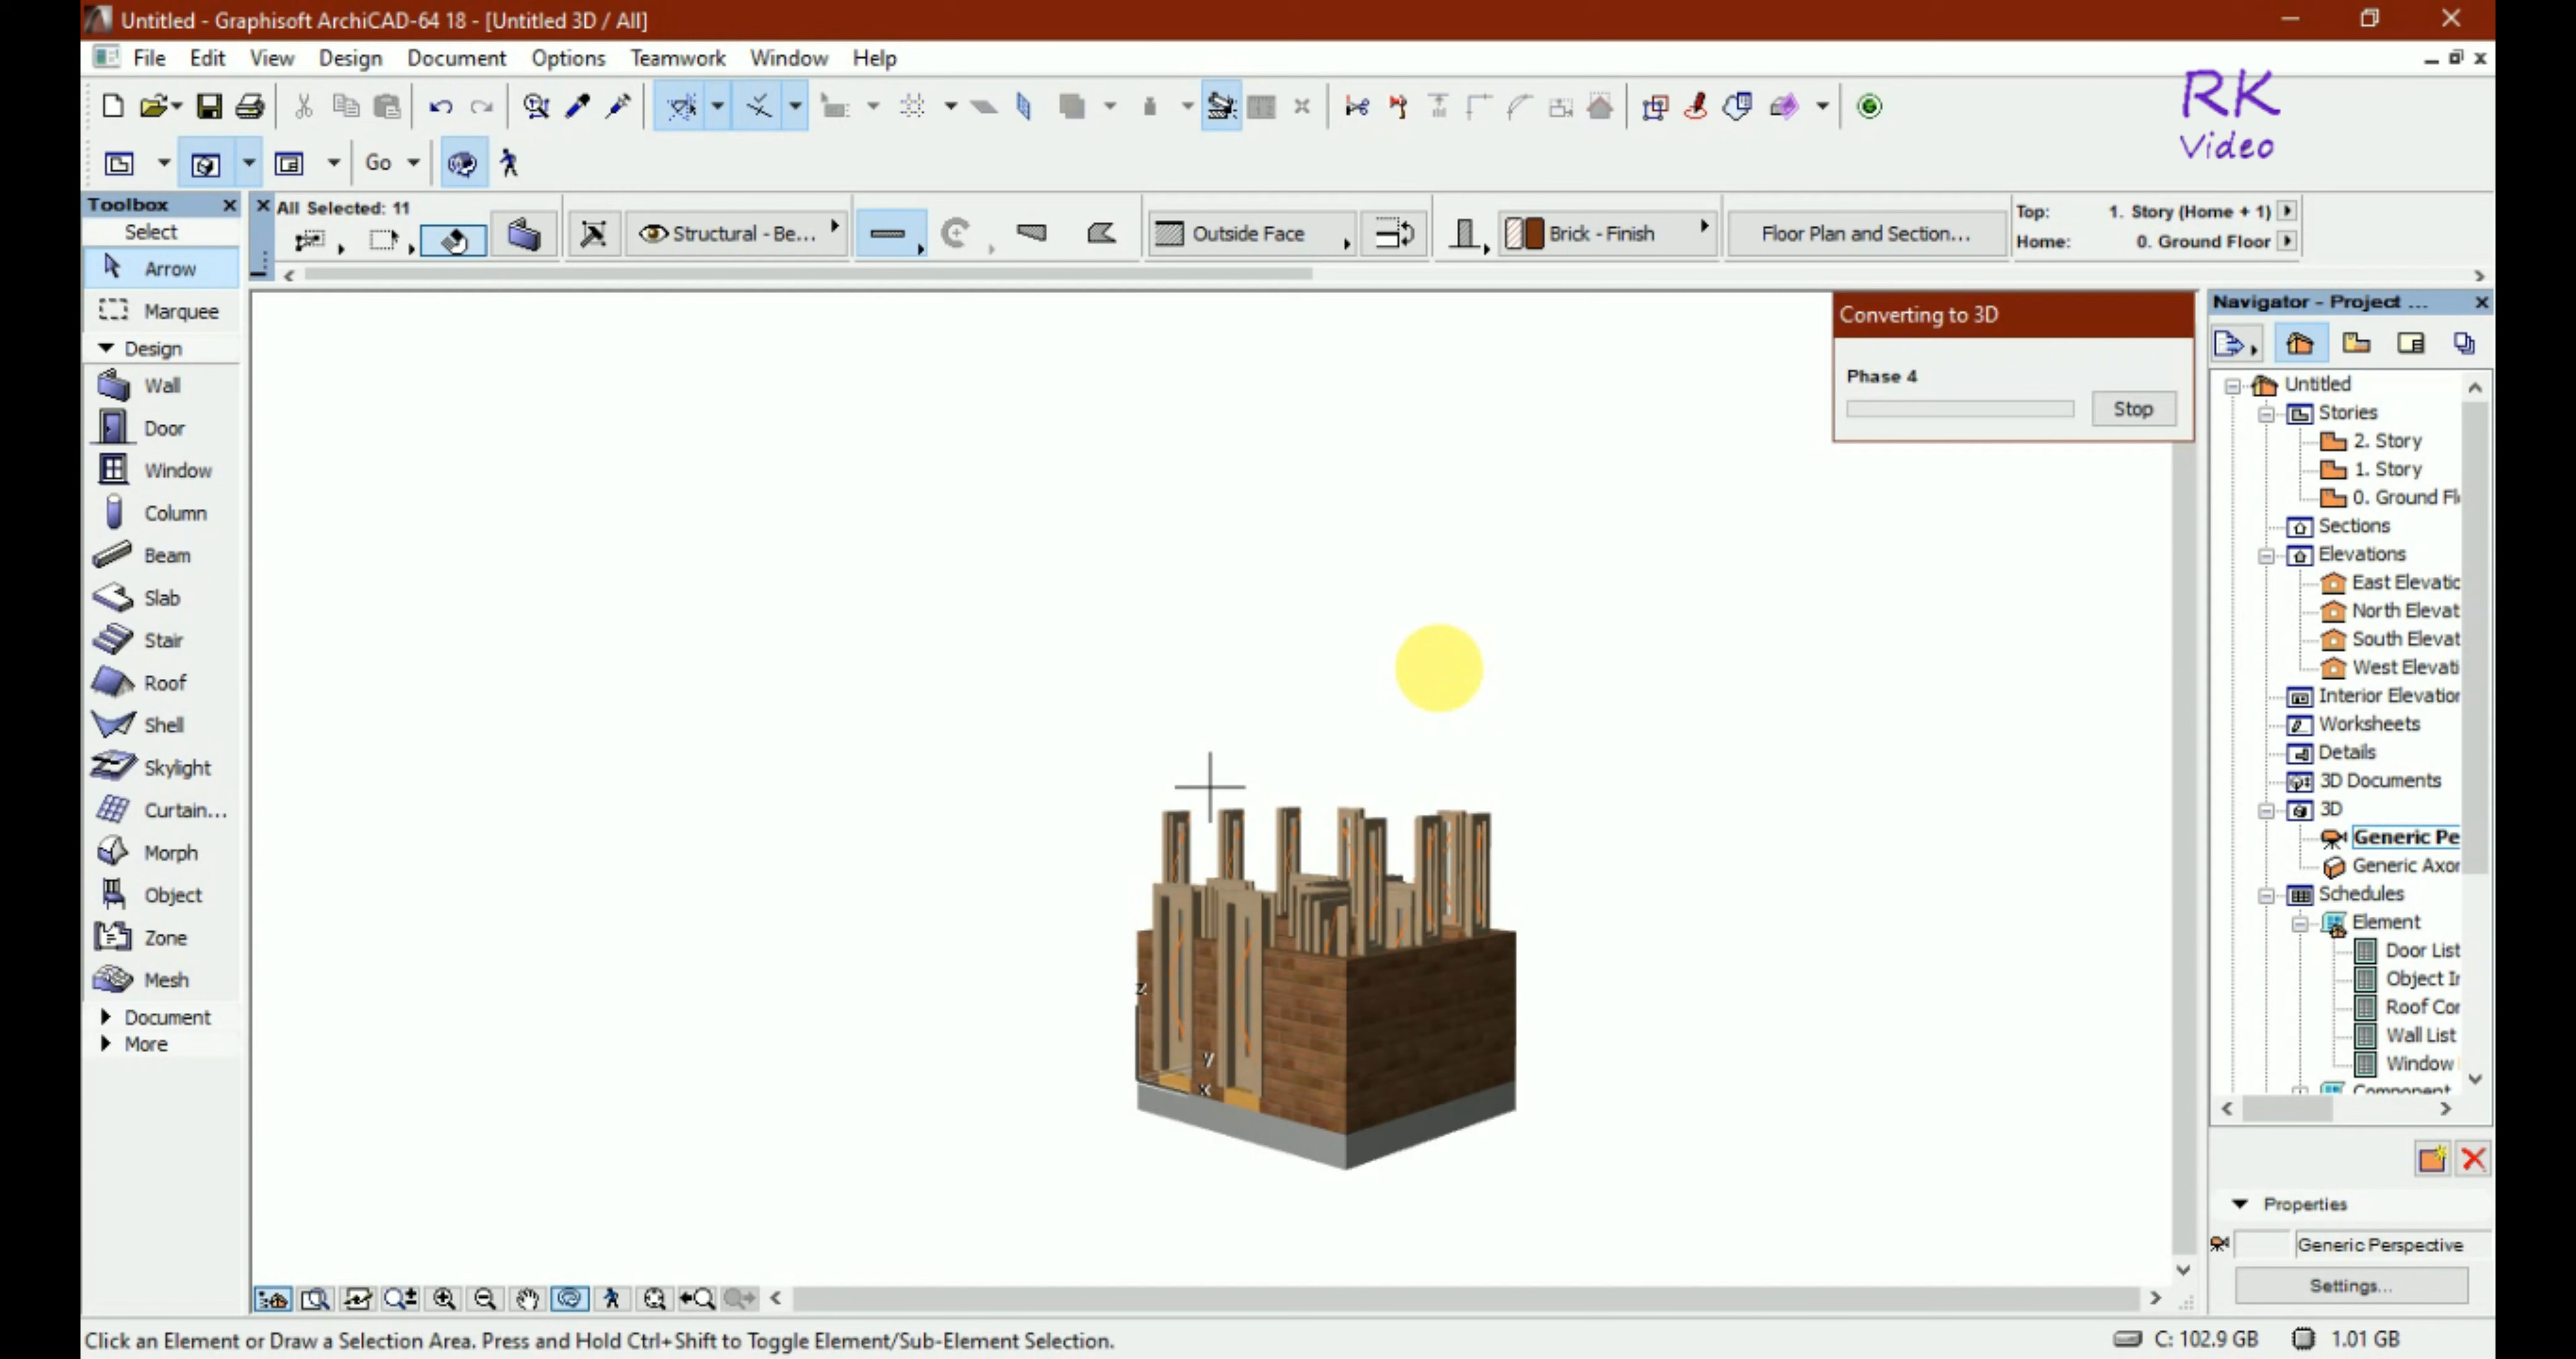 Untitled - Graphisoft ArchiCAD-64 18 - [Untitled 3D / All]
File Edit View Design Document Options Teamwork Window Help
RK
Video
Go
Toolbox
Select
Arrow
Marquee
Design
Wall
Door
Window
Column
Beam
Slab
Stair
Roof
Shell
Skylight
Curtain...
Morph
Object
Zone
Mesh
Document
More
All Selected: 11
Structural - Be...
Outside Face
Brick - Finish
Floor Plan and Section...
Top: 1. Story (Home + 1)
Home: 0. Ground Floor
Converting to 3D
Phase 4
Stop
z
y
x
Navigator - Project ...
Untitled
Stories
2. Story
1. Story
0. Ground Fl
Sections
Elevations
East Elevatic
North Elevat
South Elevat
West Elevati
Interior Elevation
Worksheets
Details
3D Documents
3D
Generic Pe
Generic Axor
Schedules
Element
Door List
Object Ir
Roof Cor
Wall List
Window
Component
Properties
Generic Perspective
Settings...
Click an Element or Draw a Selection Area. Press and Hold Ctrl+Shift to Toggle Element/Sub-Element Selection.
C: 102.9 GB 1.01 GB